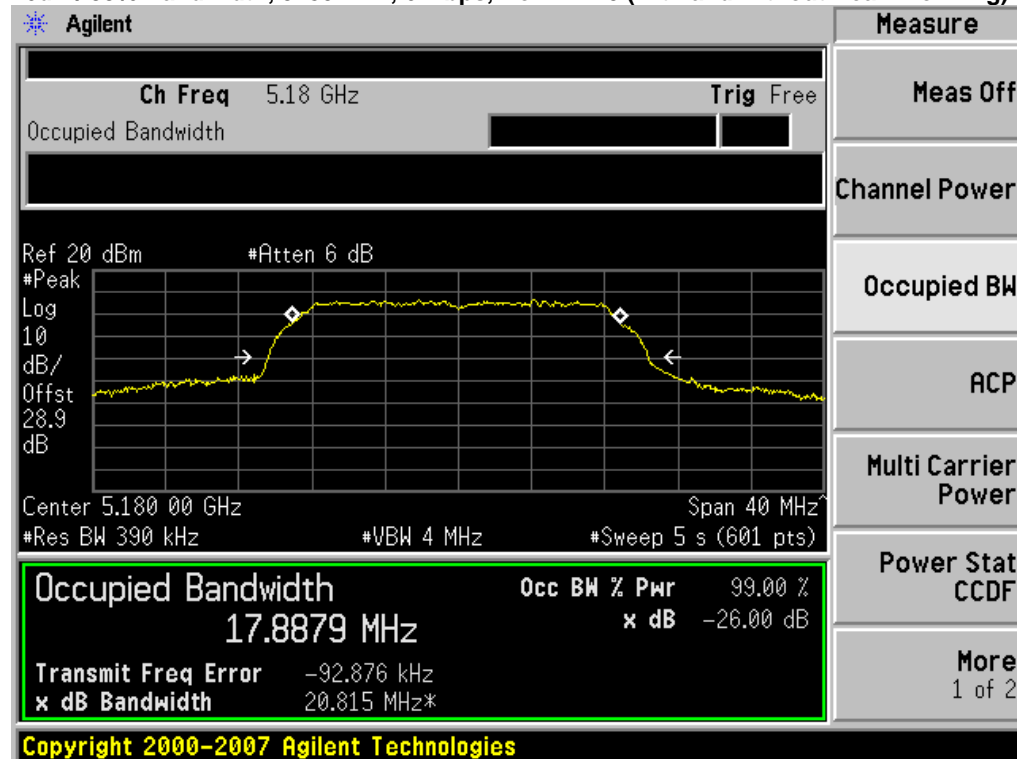 Agilent
Measure
Ch Freq 5.18 GHz
Trig Free
Occupied Bandwidth
Meas Off
Channel Power
Occupied BW
ACP
Multi Carrier
Power
Power Stat
CCDF
More
1 of 2
Ref 20 dBm #Atten 6 dB
#Peak
Log
10
dB/
Offst
28.9
dB
Center 5.180 00 GHz Span 40 MHz^
#Res BW 390 kHz #VBW 4 MHz #Sweep 5 s (601 pts)
Occupied Bandwidth
17.8879 MHz
Occ BW % Pwr 99.00 %
x dB -26.00 dB
Transmit Freq Error -92.876 kHz
x dB Bandwidth 20.815 MHz*
Copyright 2000-2007 Agilent Technologies